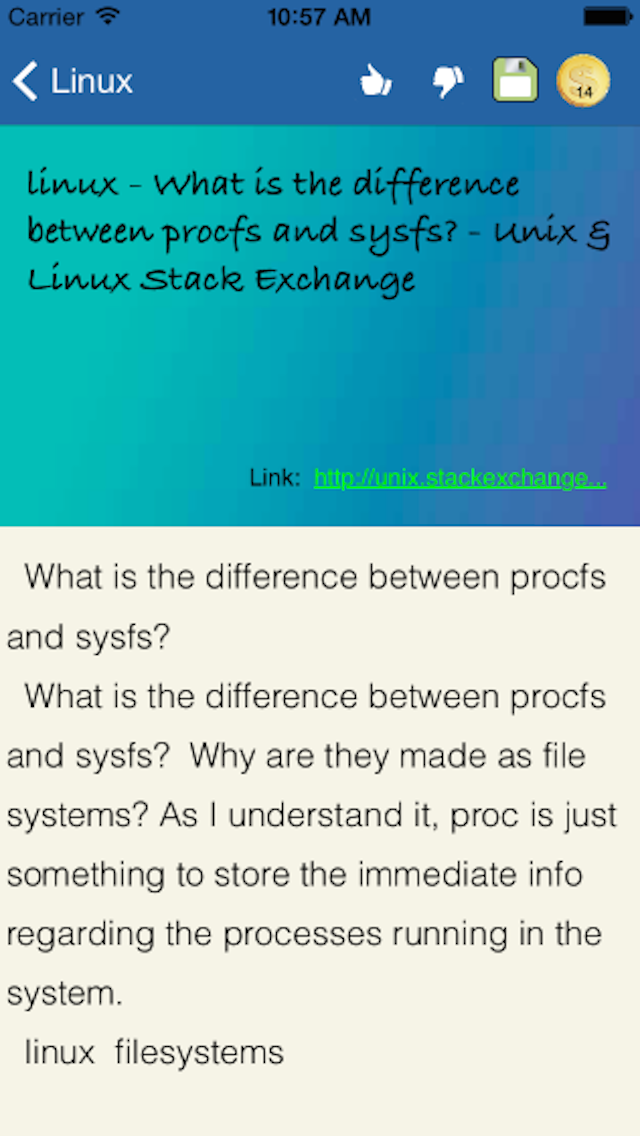 Carrier 10:57 AM
Linux 14
linux - What is the difference
between procfs and sysfs? - Unix &
Linux Stack Exchange
Link: http://unix.stackexchange...
What is the difference between procfs
and sysfs?
What is the difference between procfs
and sysfs?  Why are they made as file
systems? As I understand it, proc is just
something to store the immediate info
regarding the processes running in the
system.
linux  filesystems